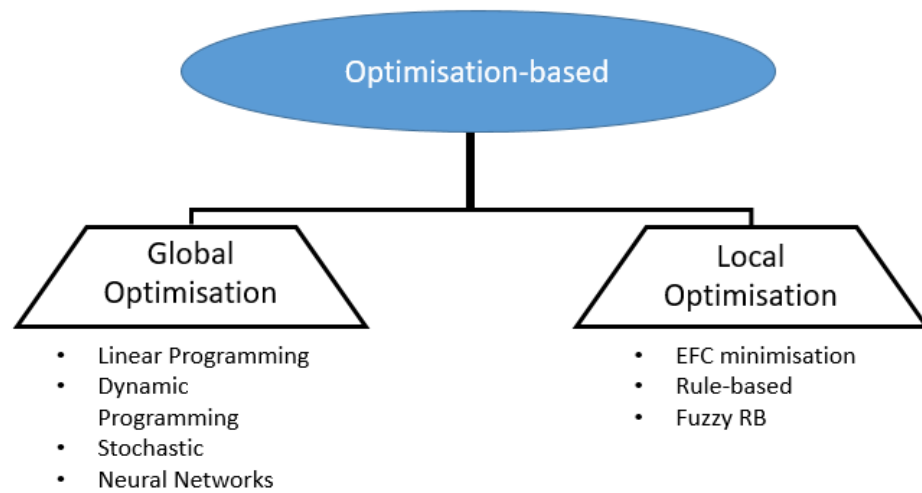 Optimisation-based
Global
Optimisation
• Linear Programming
• Dynamic
Programming
• Stochastic
• Neural Networks
Local
Optimisation
• EFC minimisation
• Rule-based
• Fuzzy RB